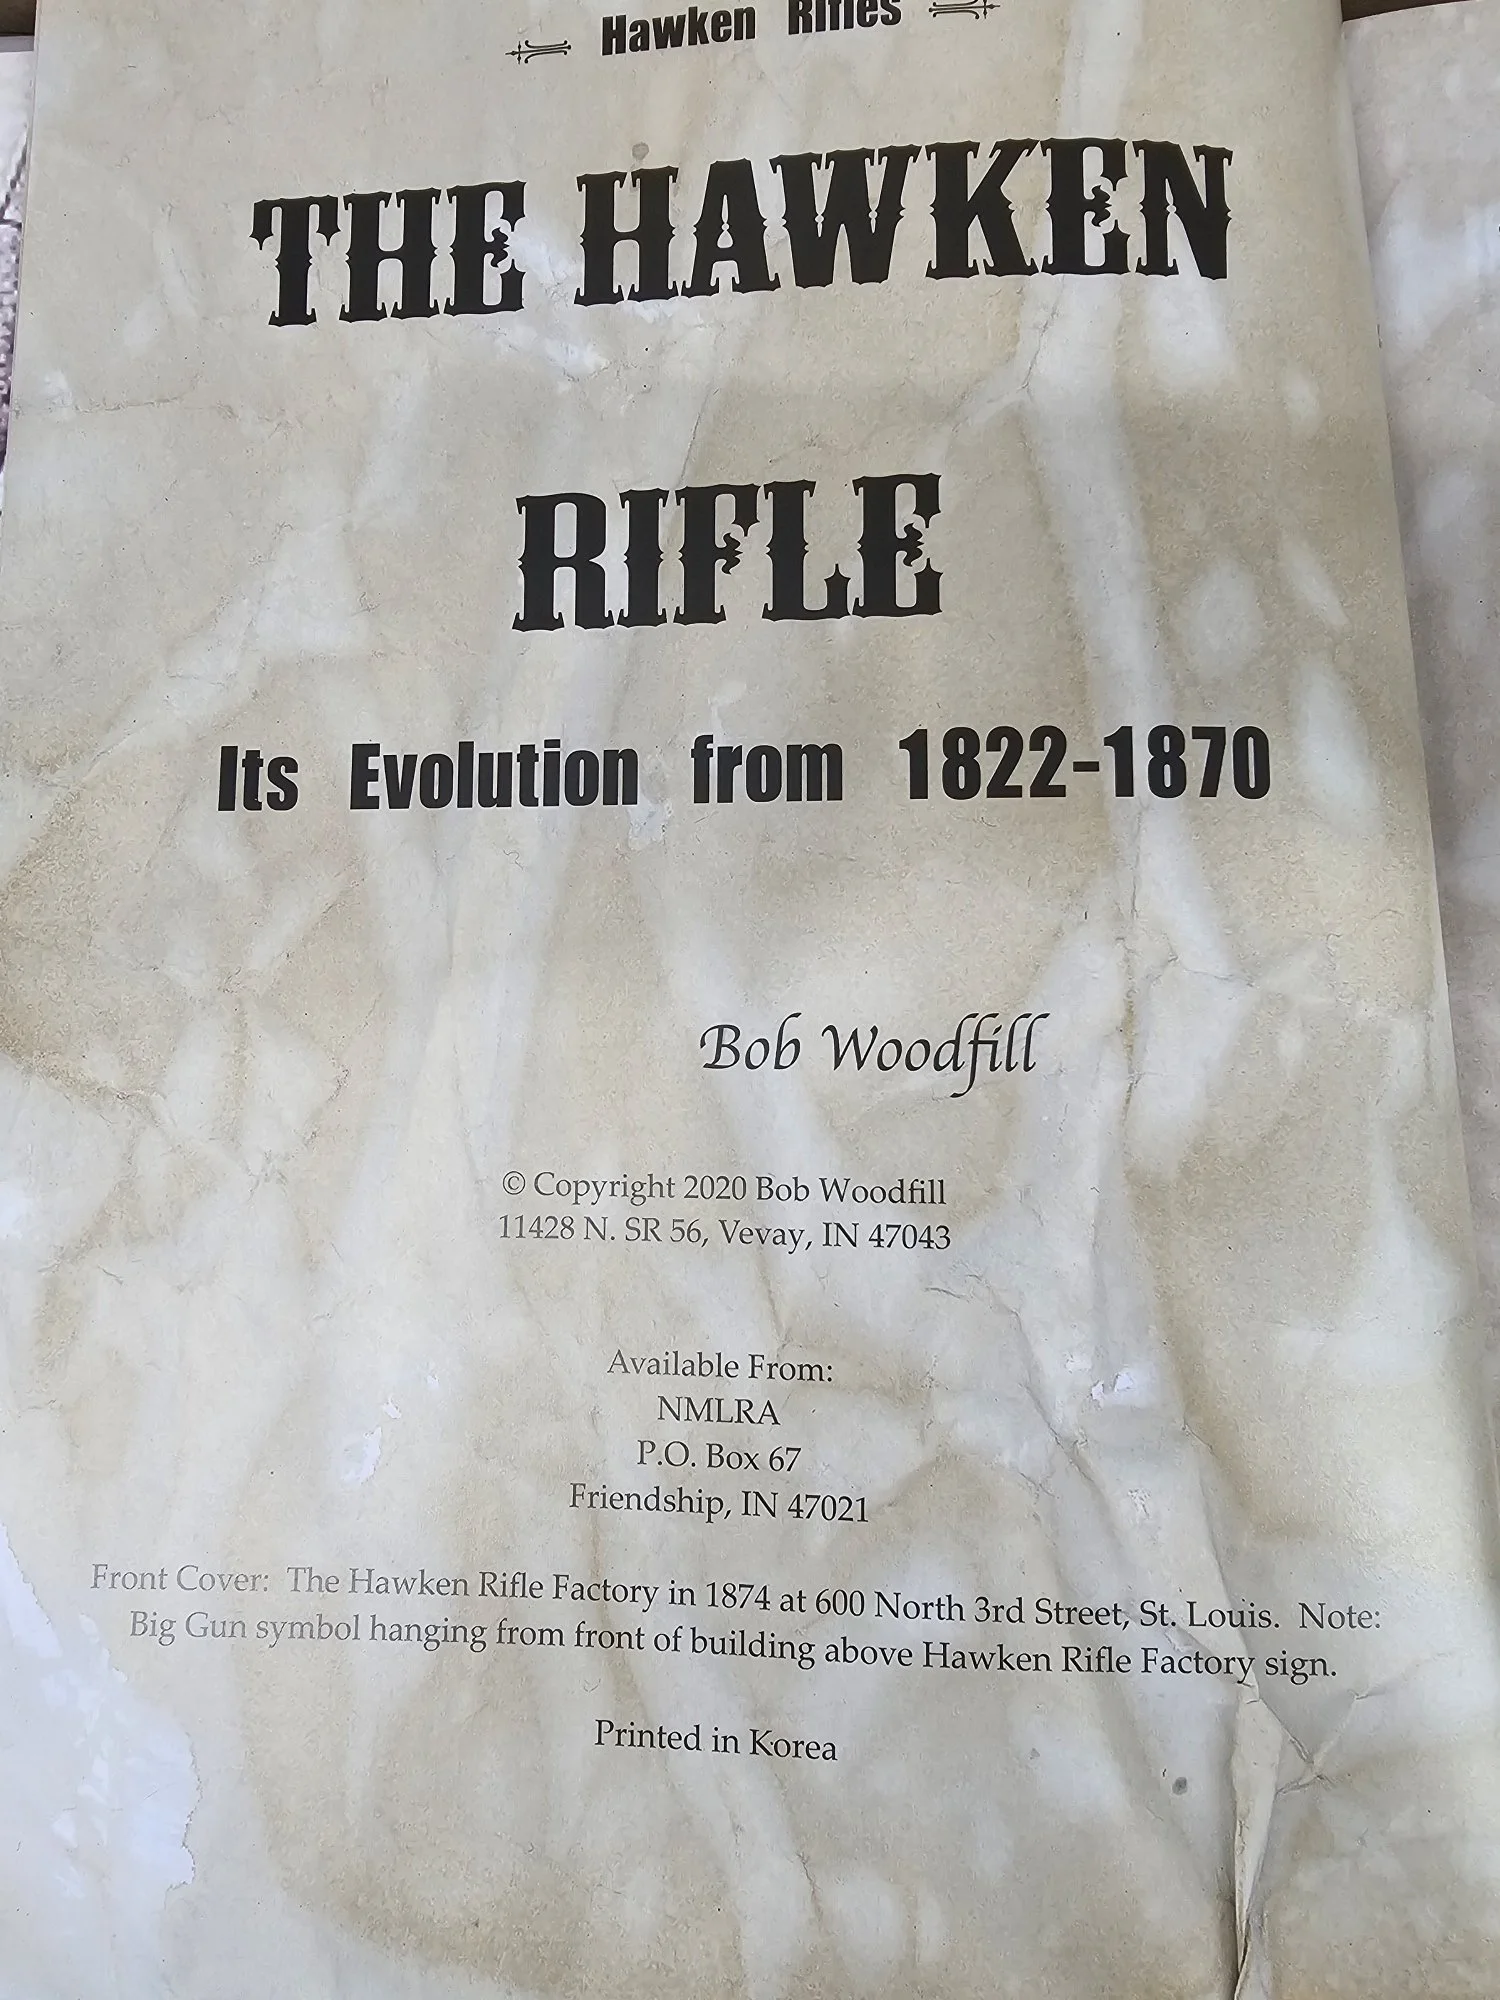 Hawken Rifles
THE HAWKEN
RIFLE
Its Evolution from 1822-1870
Bob Woodfill
© Copyright 2020 Bob Woodfill
11428 N. SR 56, Vevay, IN 47043
Available From:
NMLRA
P.O. Box 67
Friendship, IN 47021
Front Cover: The Hawken Rifle Factory in 1874 at 600 North 3rd Street, St. Louis. Note:
Big Gun symbol hanging from front of building above Hawken Rifle Factory sign.
Printed in Korea